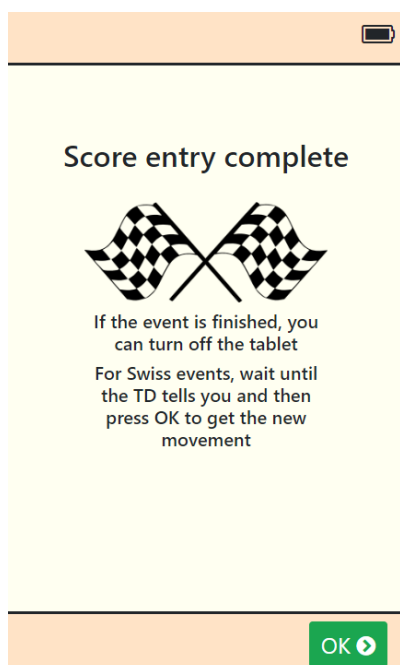 Score entry complete
If the event is finished, you
can turn off the tablet
For Swiss events, wait until
the TD tells you and then
press OK to get the new
movement
OK